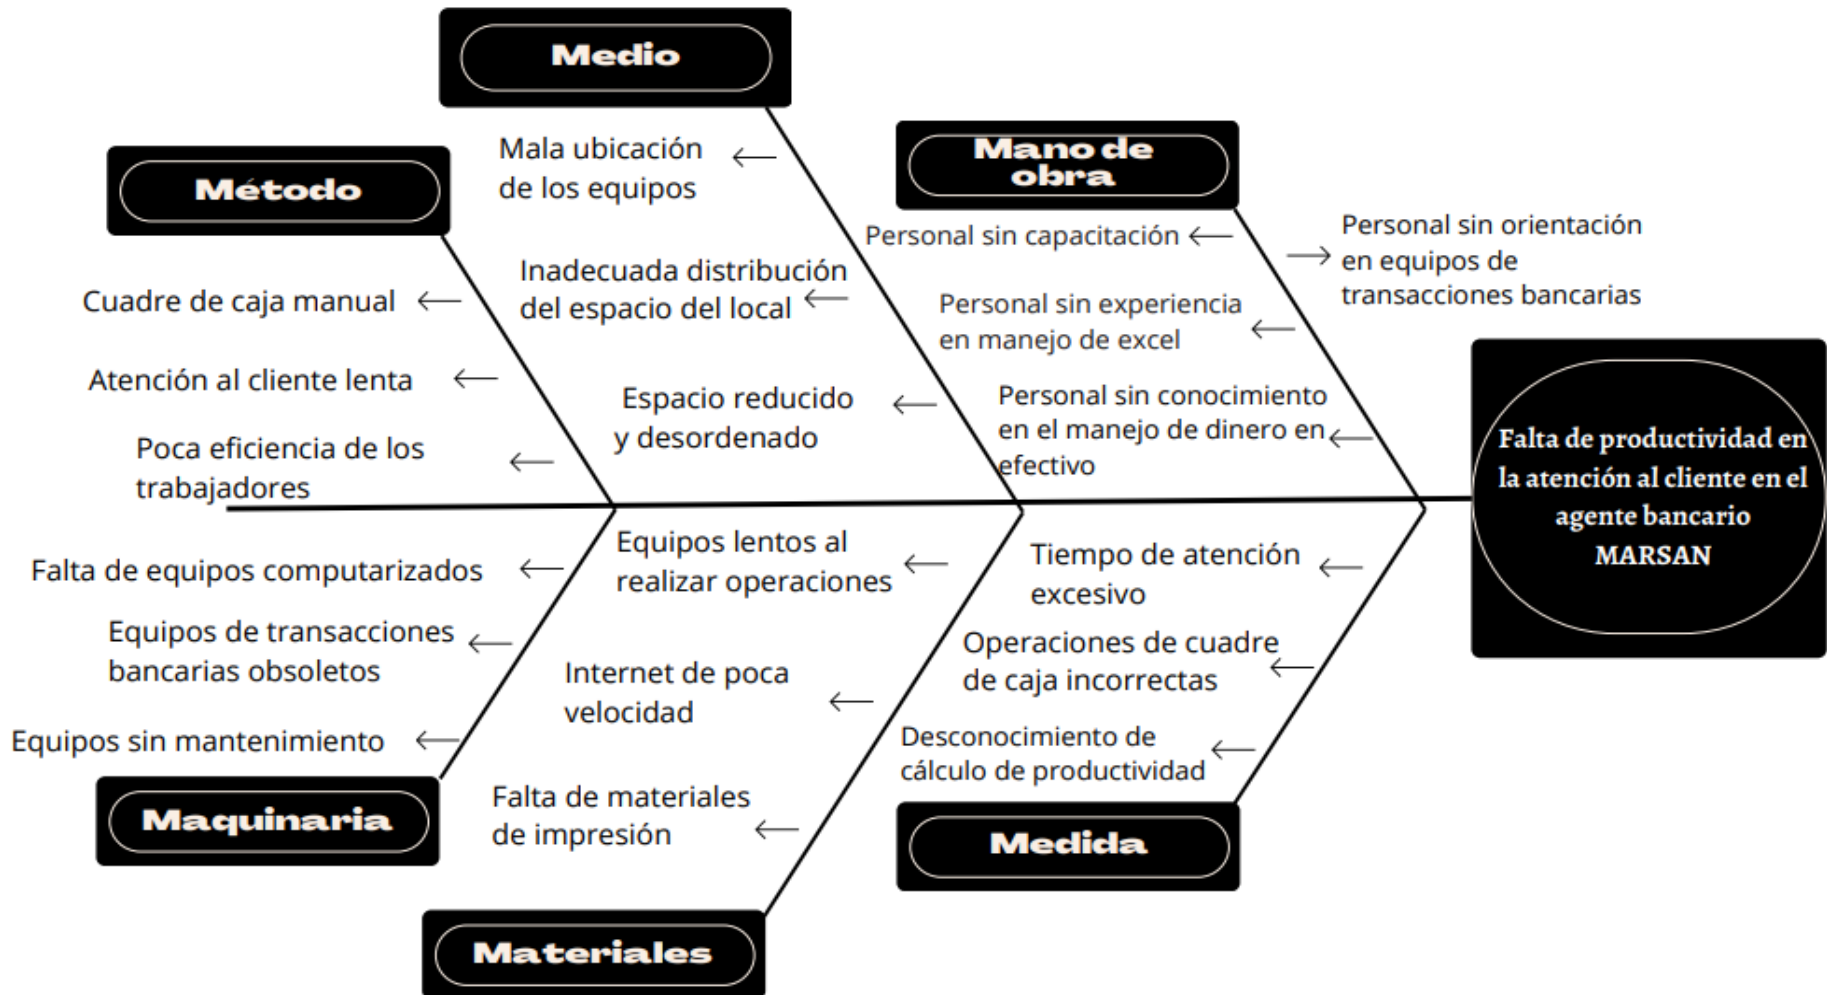 Medio
Mala ubicación
de los equipos
Inadecuada distribución
del espacio del local
Espacio reducido
y desordenado
Método
Cuadre de caja manual
Atención al cliente lenta
Poca eficiencia de los
trabajadores
Mano de
obra
Personal sin capacitación
Personal sin experiencia
en manejo de excel
Personal sin conocimiento
en el manejo de dinero en
efectivo
Personal sin orientación
en equipos de
transacciones bancarias
Falta de productividad en
la atención al cliente en el
agente bancario
MARSAN
Falta de equipos computarizados
Equipos de transacciones
bancarias obsoletos
Equipos sin mantenimiento
Maquinaria
Equipos lentos al
realizar operaciones
Internet de poca
velocidad
Falta de materiales
de impresión
Materiales
Tiempo de atención
excesivo
Operaciones de cuadre
de caja incorrectas
Desconocimiento de
cálculo de productividad
Medida